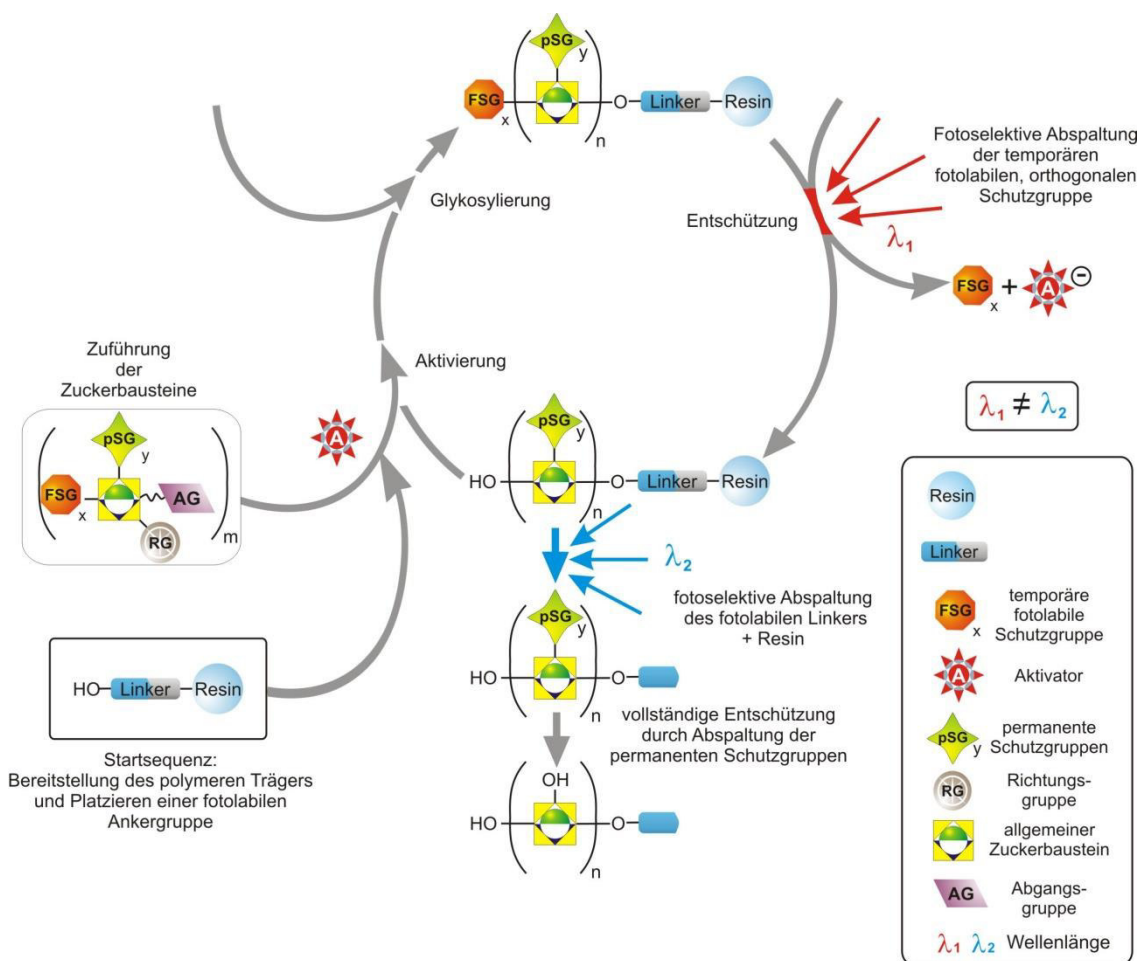 pSG
y
FSG
x
n
O
Linker
Resin
Fotoselektive Abspaltung
der temporären
fotolabilen, orthogonalen
Schutzgruppe
Glykosylierung
Entschützung
λ1
FSG
x
+
A
−
Zuführung
der
Zuckerbausteine
Aktivierung
λ1 ≠ λ2
pSG
y
FSG
x
AG
RG
m
A
pSG
y
HO
n
O
Linker
Resin
λ2
fotoselektive Abspaltung
des fotolabilen Linkers
+ Resin
pSG
y
HO
n
O
HO
Linker
Resin
Startsequenz:
Bereitstellung des polymeren Trägers
und Platzieren einer fotolabilen
Ankergruppe
vollständige Entschützung
durch Abspaltung der
permanenten Schutzgruppen
OH
HO
n
O
Resin
Linker
FSG
x
temporäre
fotolabile
Schutzgruppe
A
Aktivator
pSG
y
permanente
Schutzgruppen
RG
Richtungs-
gruppe
allgemeiner
Zuckerbaustein
AG
Abgangs-
gruppe
λ1 λ2 Wellenlänge